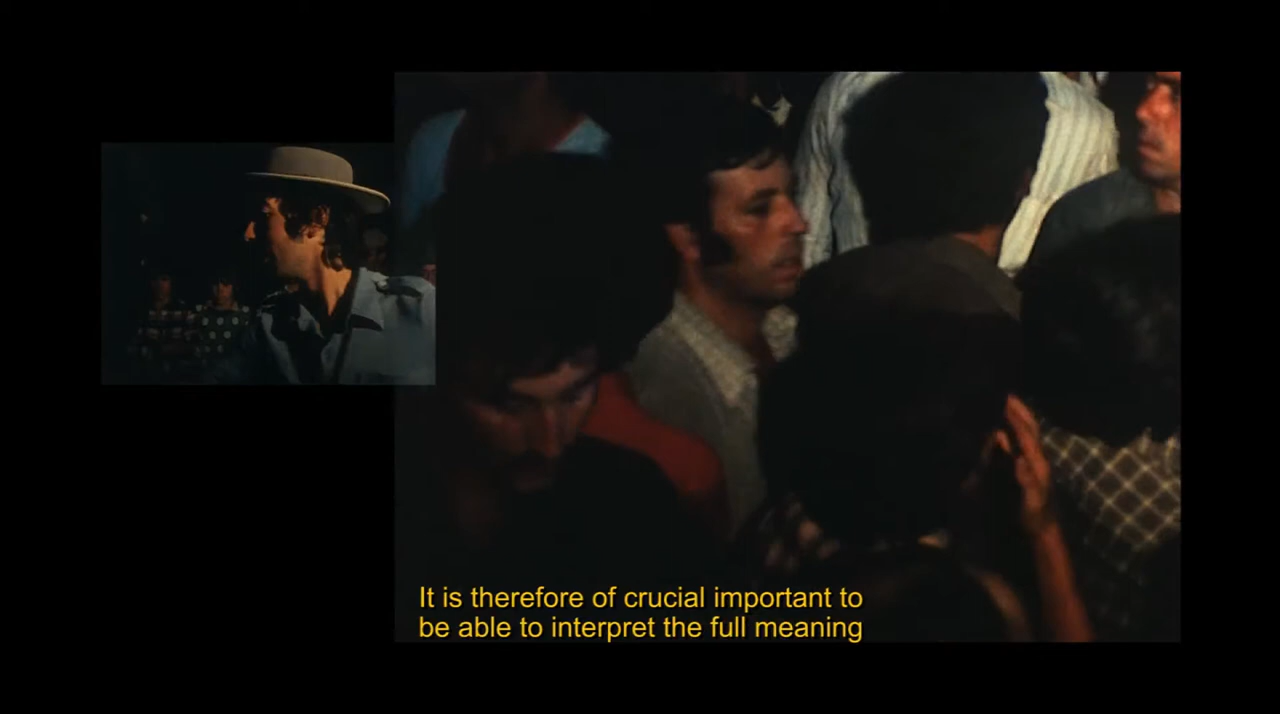 It is therefore of crucial important to
be able to interpret the full meaning